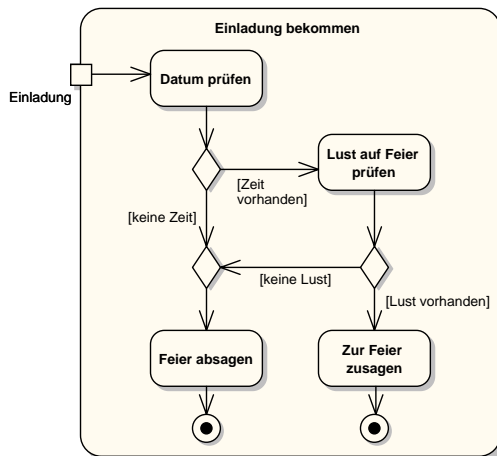 Einladung bekommen
Datum prüfen
Einladung
Lust auf Feier
prüfen
[Zeit
vorhanden]
[keine Zeit]
[keine Lust]
[Lust vorhanden]
Feier absagen
Zur Feier
zusagen